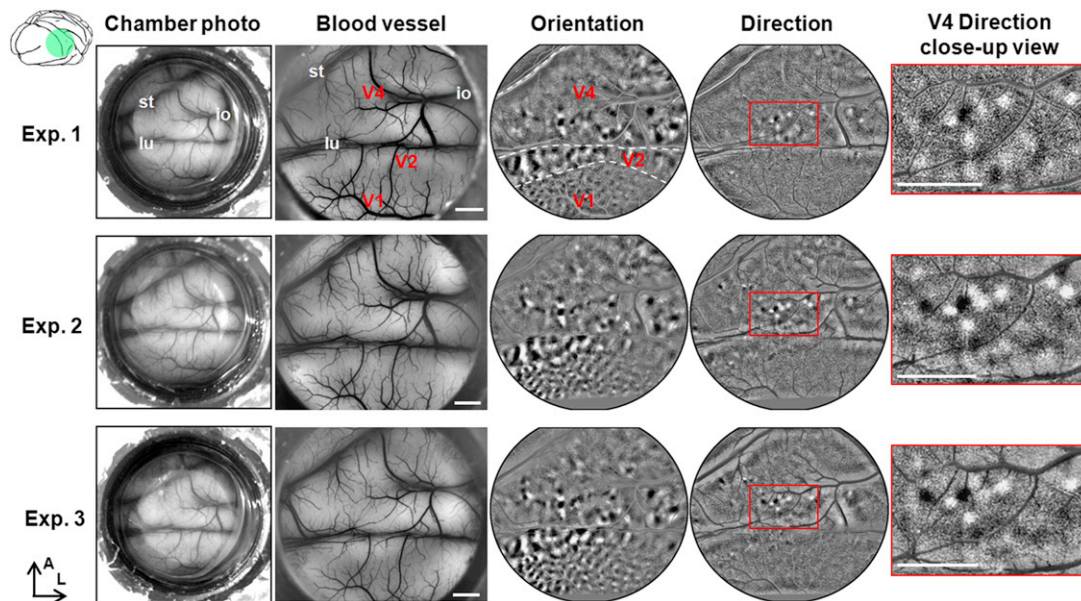 Chamber photo Blood vessel Orientation Direction V4 Direction
close-up view
st st V4 V4
io io
Exp. 1
lu lu V2 V2
V1 V1
Exp. 2
Exp. 3
A
L